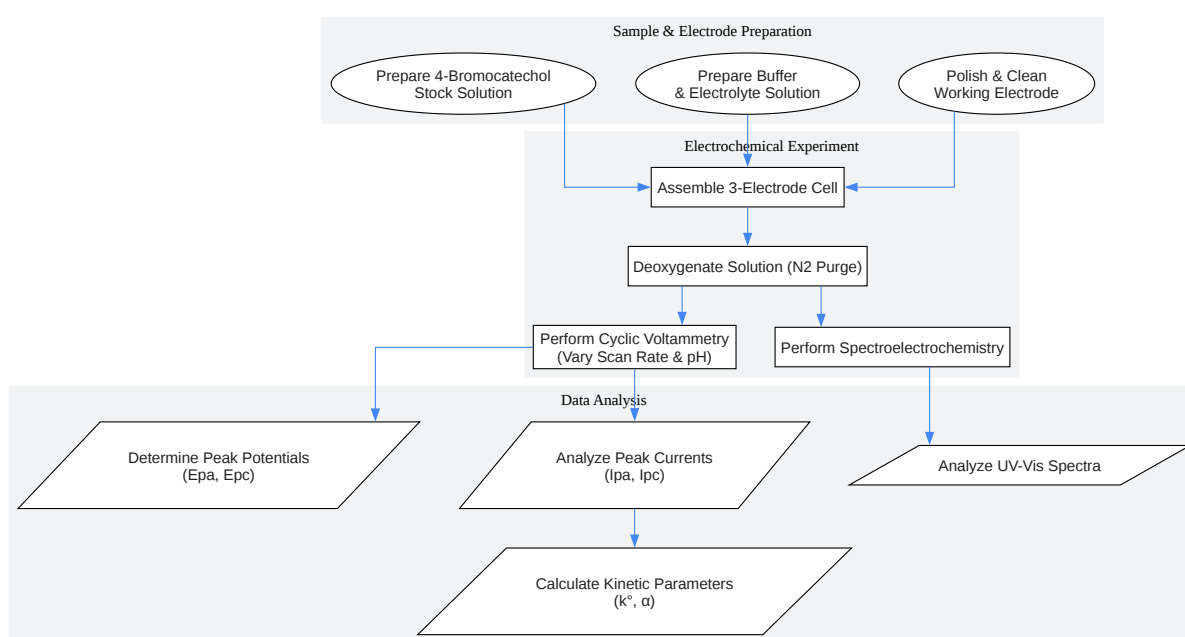 Sample & Electrode Preparation
Prepare 4-Bromocatechol
Stock Solution
Prepare Buffer
& Electrolyte Solution
Polish & Clean
Working Electrode
Electrochemical Experiment
Assemble 3-Electrode Cell
Deoxygenate Solution (N2 Purge)
Perform Cyclic Voltammetry
(Vary Scan Rate & pH)
Perform Spectroelectrochemistry
Data Analysis
Determine Peak Potentials
(Epa, Epc)
Analyze Peak Currents
(Ipa, Ipc)
Analyze UV-Vis Spectra
Calculate Kinetic Parameters
(k°, α)